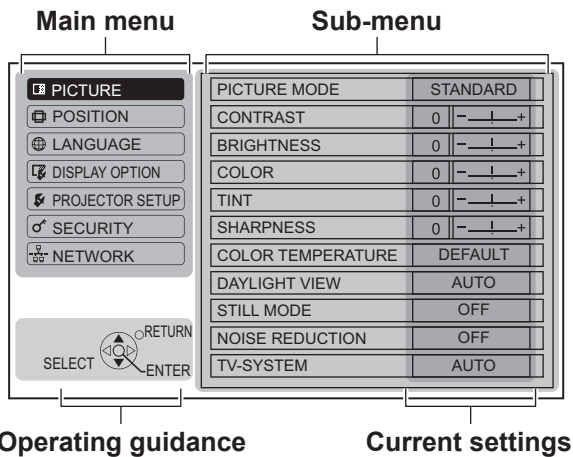 Main menu
Sub-menu
PICTURE
POSITION
LANGUAGE
DISPLAY OPTION
PROJECTOR SETUP
SECURITY
NETWORK
PICTURE MODE STANDARD
CONTRAST 0 - +
BRIGHTNESS 0 - +
COLOR 0 - +
TINT 0 - +
SHARPNESS 0 - +
COLOR TEMPERATURE DEFAULT
DAYLIGHT VIEW AUTO
STILL MODE OFF
NOISE REDUCTION OFF
TV-SYSTEM AUTO
RETURN
SELECT
ENTER
Operating guidance
Current settings